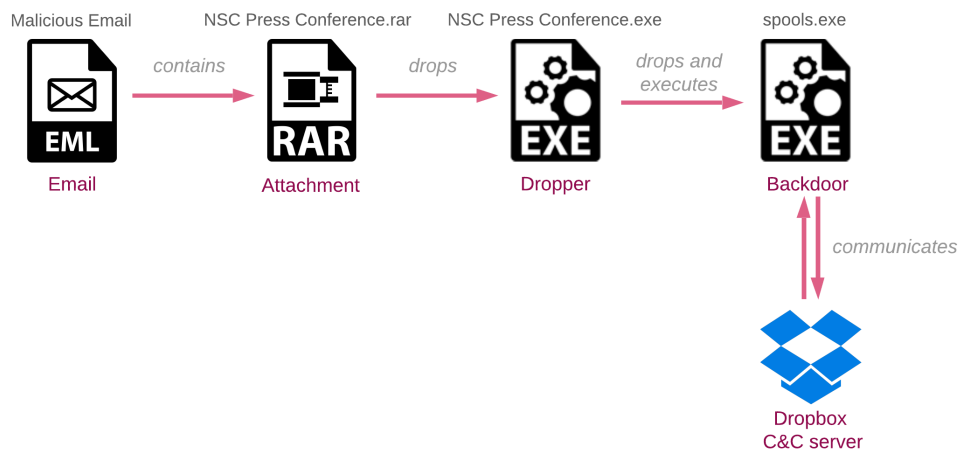 Malicious Email
NSC Press Conference.rar
NSC Press Conference.exe
spools.exe
contains
drops
drops and
executes
EML
RAR
EXE
EXE
Email
Attachment
Dropper
Backdoor
communicates
Dropbox
C&C server